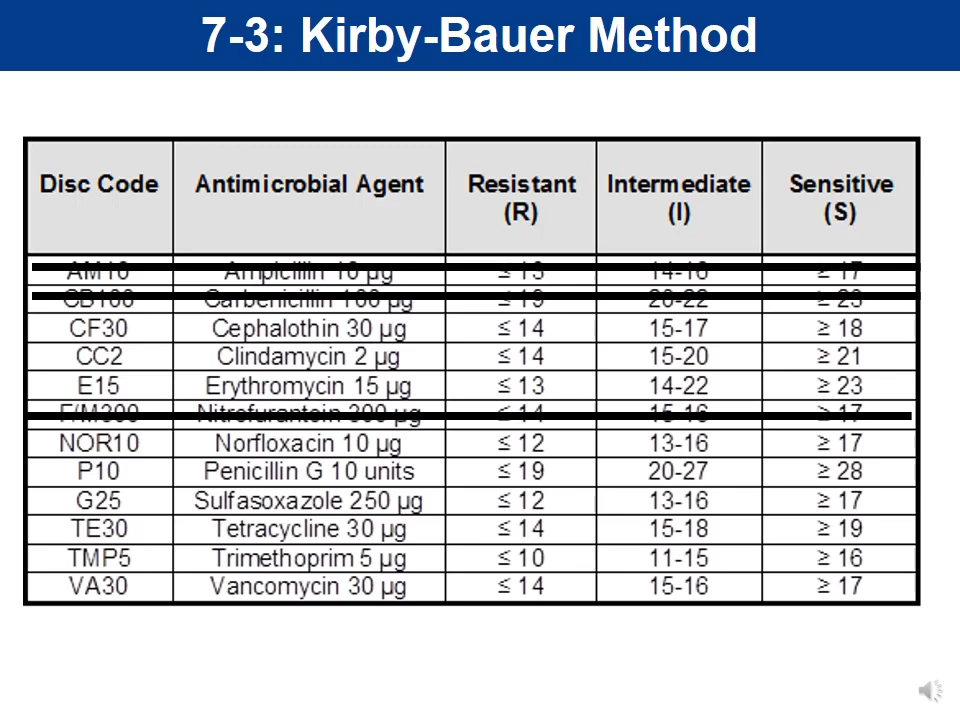 7-3: Kirby-Bauer Method
Disc Code Antimicrobial Agent Resistant Intermediate Sensitive
(R) (I) (S)
AM10 Ampicillin 10 µg ≤ 13 14-16 ≥ 17
CB100 Carbenicillin 100 µg ≤ 19 20-22 ≥ 23
CF30 Cephalothin 30 µg ≤ 14 15-17 ≥ 18
CC2 Clindamycin 2 µg ≤ 14 15-20 ≥ 21
E15 Erythromycin 15 µg ≤ 13 14-22 ≥ 23
F/M300 Nitrofurantoin 300 µg ≤ 14 15-16 ≥ 17
NOR10 Norfloxacin 10 µg ≤ 12 13-16 ≥ 17
P10 Penicillin G 10 units ≤ 19 20-27 ≥ 28
G25 Sulfasoxazole 250 µg ≤ 12 13-16 ≥ 17
TE30 Tetracycline 30 µg ≤ 14 15-18 ≥ 19
TMP5 Trimethoprim 5 µg ≤ 10 11-15 ≥ 16
VA30 Vancomycin 30 µg ≤ 14 15-16 ≥ 17